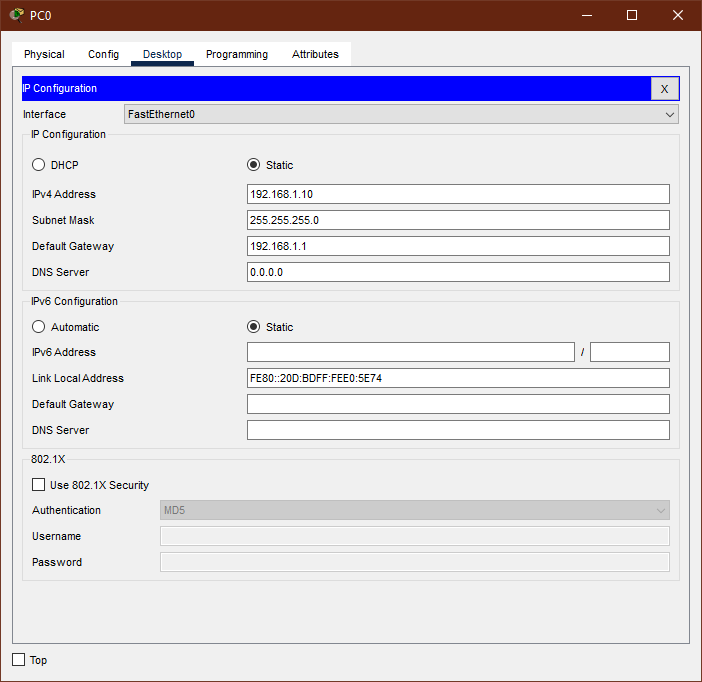 PC0
Physical Config Desktop Programming Attributes
IP Configuration X
Interface FastEthernet0
IP Configuration
DHCP Static
IPv4 Address 192.168.1.10
Subnet Mask 255.255.255.0
Default Gateway 192.168.1.1
DNS Server 0.0.0.0
IPv6 Configuration
Automatic Static
IPv6 Address /
Link Local Address FE80::20D:BDFF:FEE0:5E74
Default Gateway
DNS Server
802.1X
Use 802.1X Security
Authentication MD5
Username
Password
Top